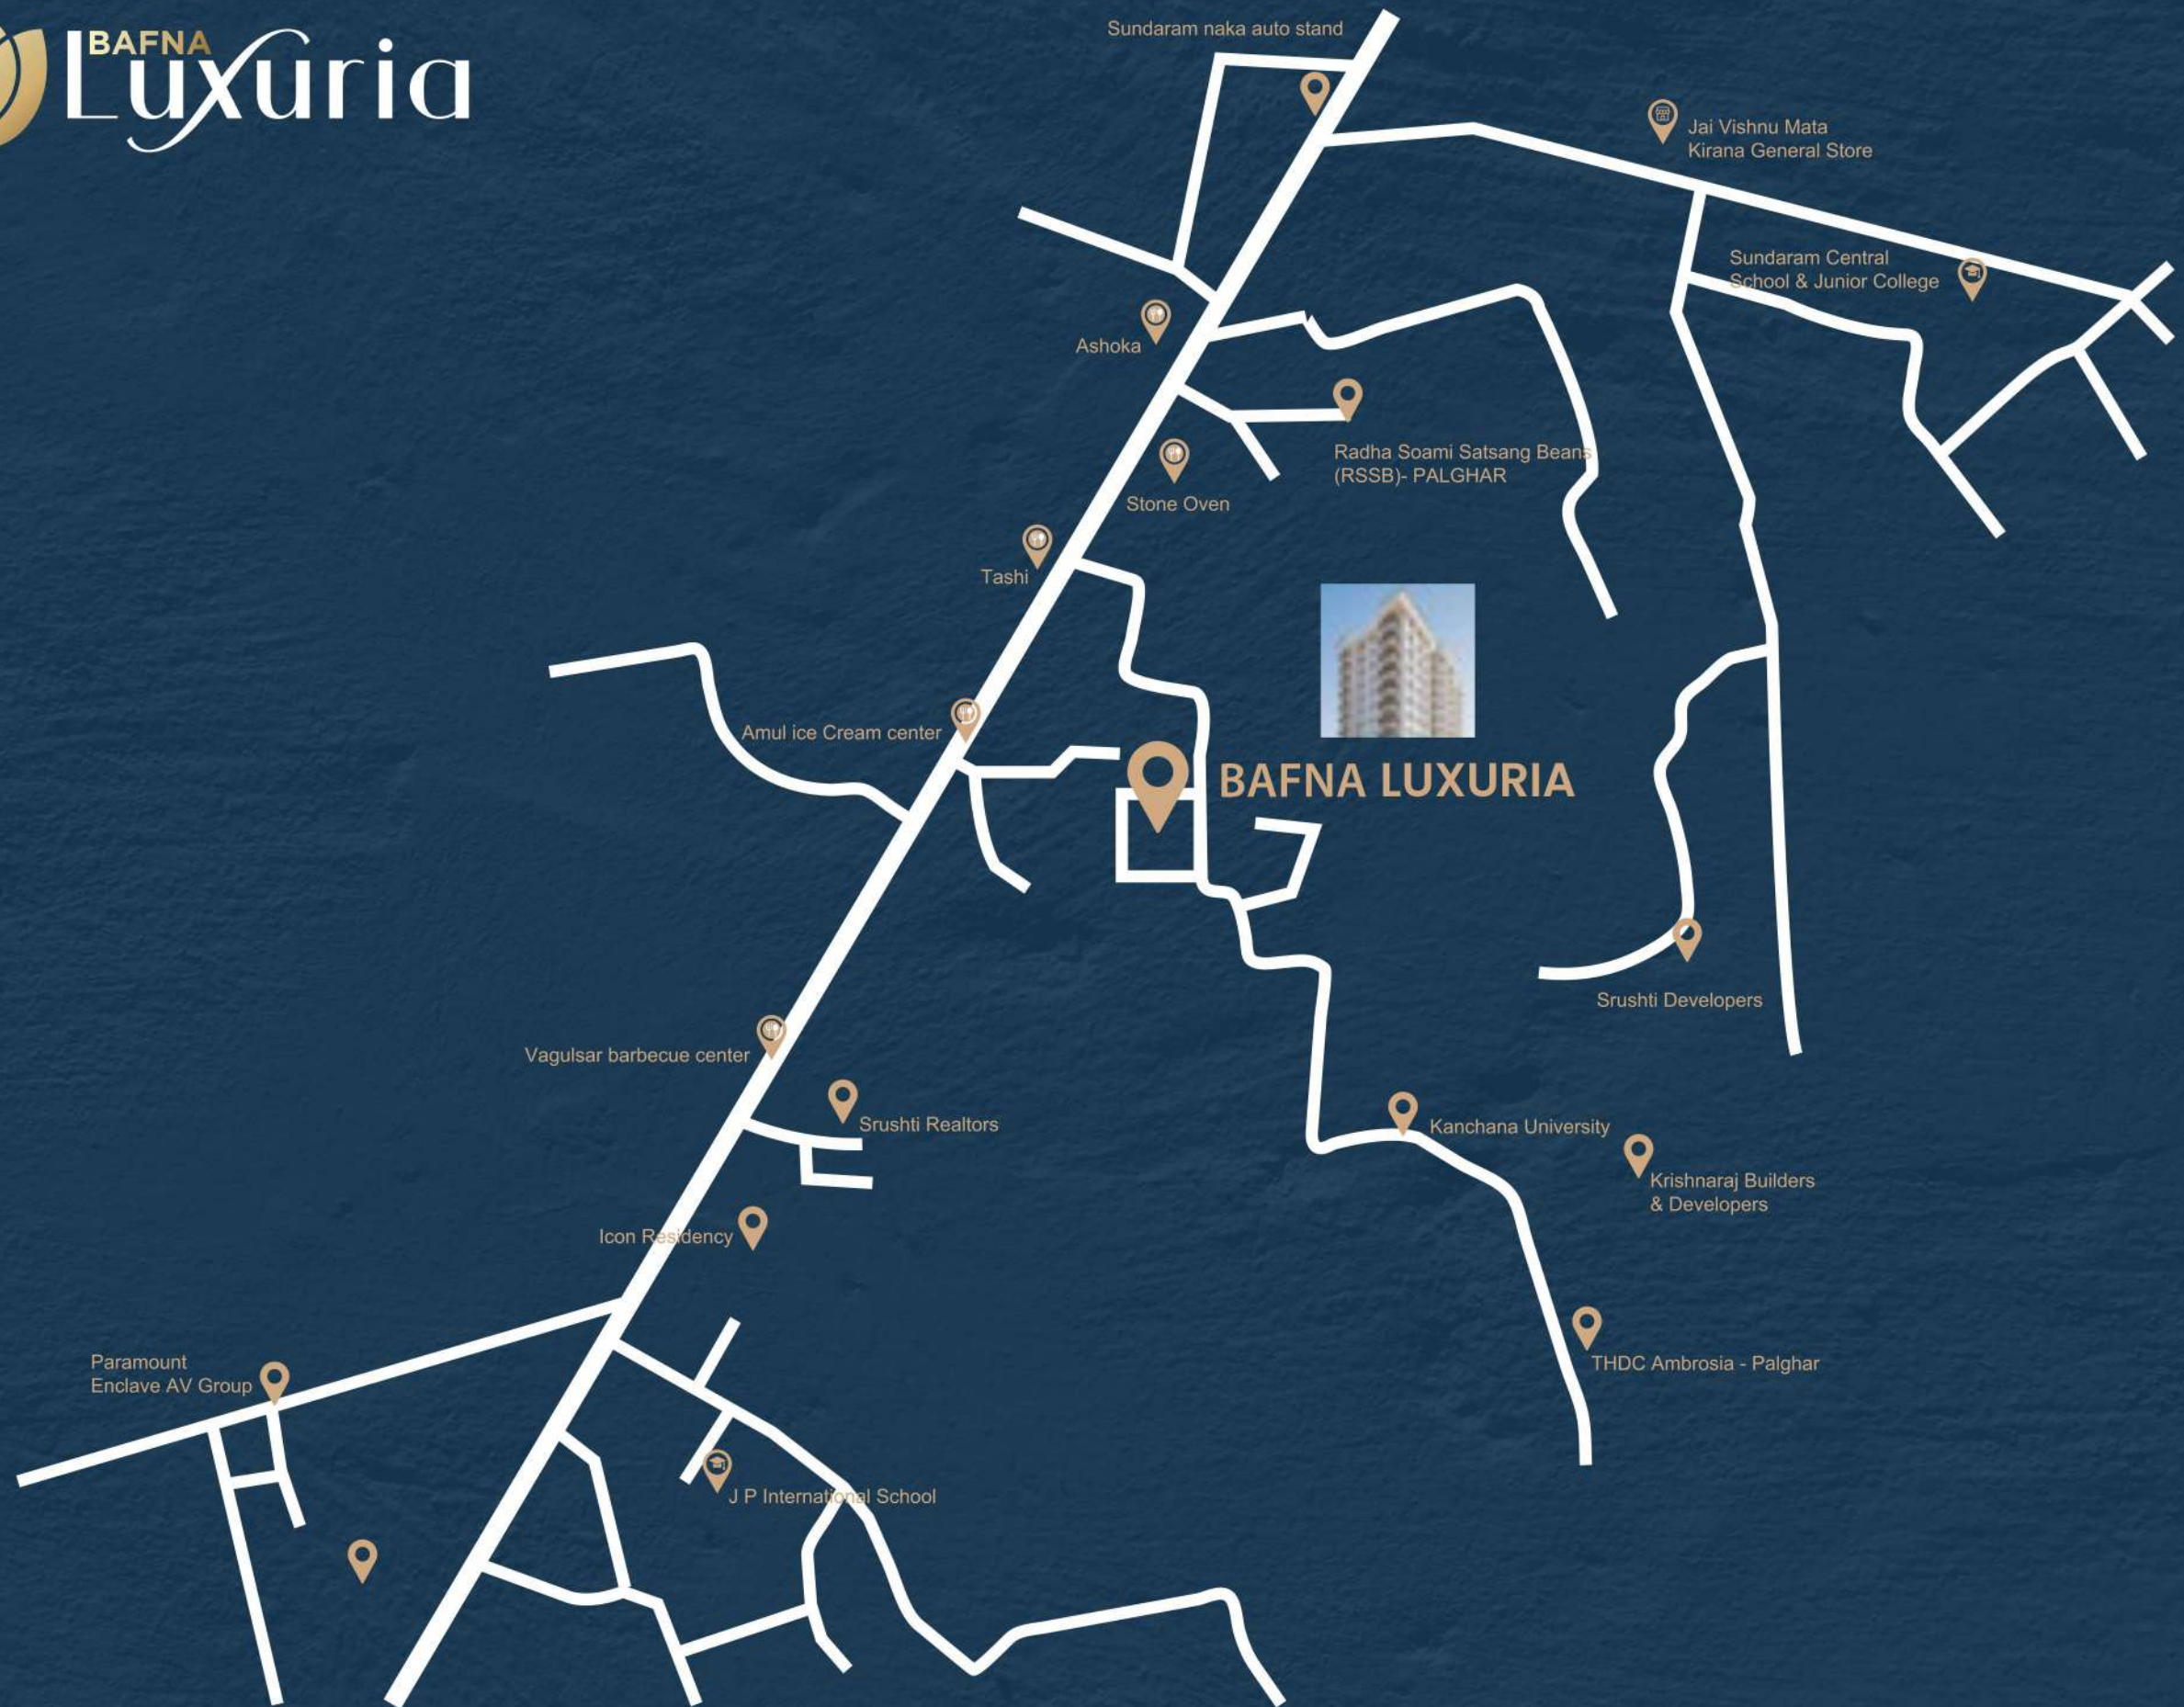 BAFNA
Luxuria
Sundaram naka auto stand
Jai Vishnu Mata
Kirana General Store
Sundaram Central
School & Junior College
Ashoka
Radha Soami Satsang Beans
(RSSB)- PALGHAR
Stone Oven
Tashi
Amul ice Cream center
BAFNA LUXURIA
Srushti Developers
Vagulsar barbecue center
Srushti Realtors
Kanchana University
Krishnaraj Builders
& Developers
Icon Residency
THDC Ambrosia - Palghar
Paramount
Enclave AV Group
J P International School